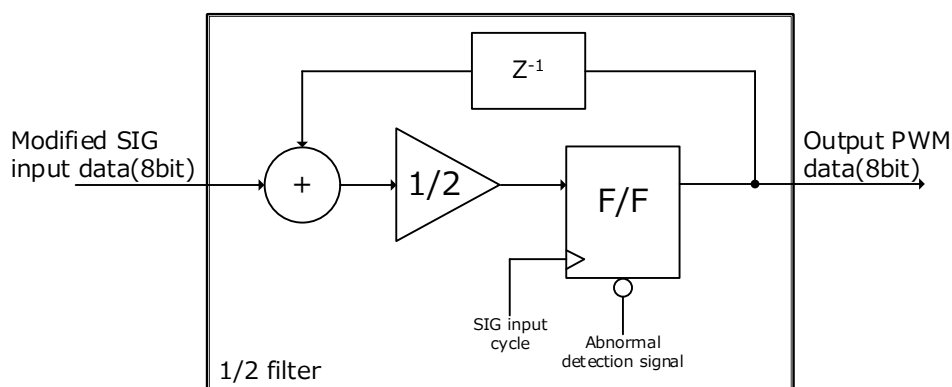 Z-1
Modified SIG
input data(8bit)
Output PWM
data(8bit)
+
1/2
F/F
SIG input
cycle
Abnormal
detection signal
1/2 filter